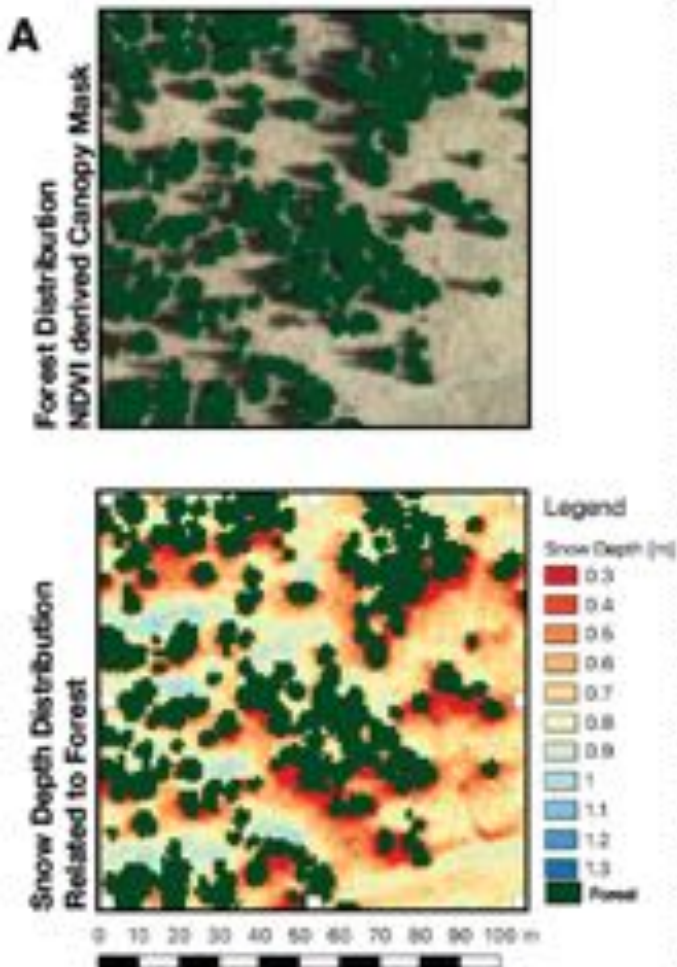 A
Forest Distribution
NDVI derived Canopy Mask
Snow Depth Distribution
Related to Forest
Legend
Snow Depth [m]
0.3
0.4
0.5
0.6
0.7
0.8
0.9
1
1.1
1.2
1.3
Forest
0 10 20 30 40 50 60 70 80 90 100 m